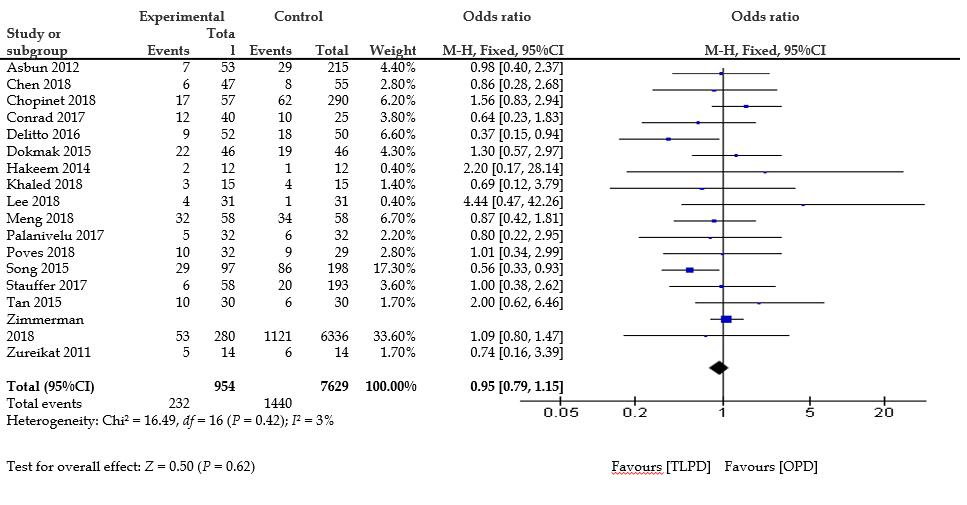 Experimental Control Odds ratio Odds ratio
Study or Tota
subgroup Events l Events Total Weight M-H, Fixed, 95%CI M-H, Fixed, 95%CI
Asbun 2012 7 53 29 215 4.40% 0.98 [0.40, 2.37]
Chen 2018 6 47 8 55 2.80% 0.86 [0.28, 2.68]
Chopinet 2018 17 57 62 290 6.20% 1.56 [0.83, 2.94]
Conrad 2017 12 40 10 25 3.80% 0.64 [0.23, 1.83]
Delitto 2016 9 52 18 50 6.60% 0.37 [0.15, 0.94]
Dokmak 2015 22 46 19 46 4.30% 1.30 [0.57, 2.97]
Hakeem 2014 2 12 1 12 0.40% 2.20 [0.17, 28.14]
Khaled 2018 3 15 4 15 1.40% 0.69 [0.12, 3.79]
Lee 2018 4 31 1 31 0.40% 4.44 [0.47, 42.26]
Meng 2018 32 58 34 58 6.70% 0.87 [0.42, 1.81]
Palanivelu 2017 5 32 6 32 2.20% 0.80 [0.22, 2.95]
Poves 2018 10 32 9 29 2.80% 1.01 [0.34, 2.99]
Song 2015 29 97 86 198 17.30% 0.56 [0.33, 0.93]
Stauffer 2017 6 58 20 193 3.60% 1.00 [0.38, 2.62]
Tan 2015 10 30 6 30 1.70% 2.00 [0.62, 6.46]
Zimmerman
2018 53 280 1121 6336 33.60% 1.09 [0.80, 1.47]
Zureikat 2011 5 14 6 14 1.70% 0.74 [0.16, 3.39]
Total (95%CI) 954 7629 100.00% 0.95 [0.79, 1.15]
Total events 232 1440
0.05 0.2 1 5 20
Heterogeneity: Chi² = 16.49, df = 16 (P = 0.42); I² = 3%
Test for overall effect: Z = 0.50 (P = 0.62) Favours [TLPD] Favours [OPD]